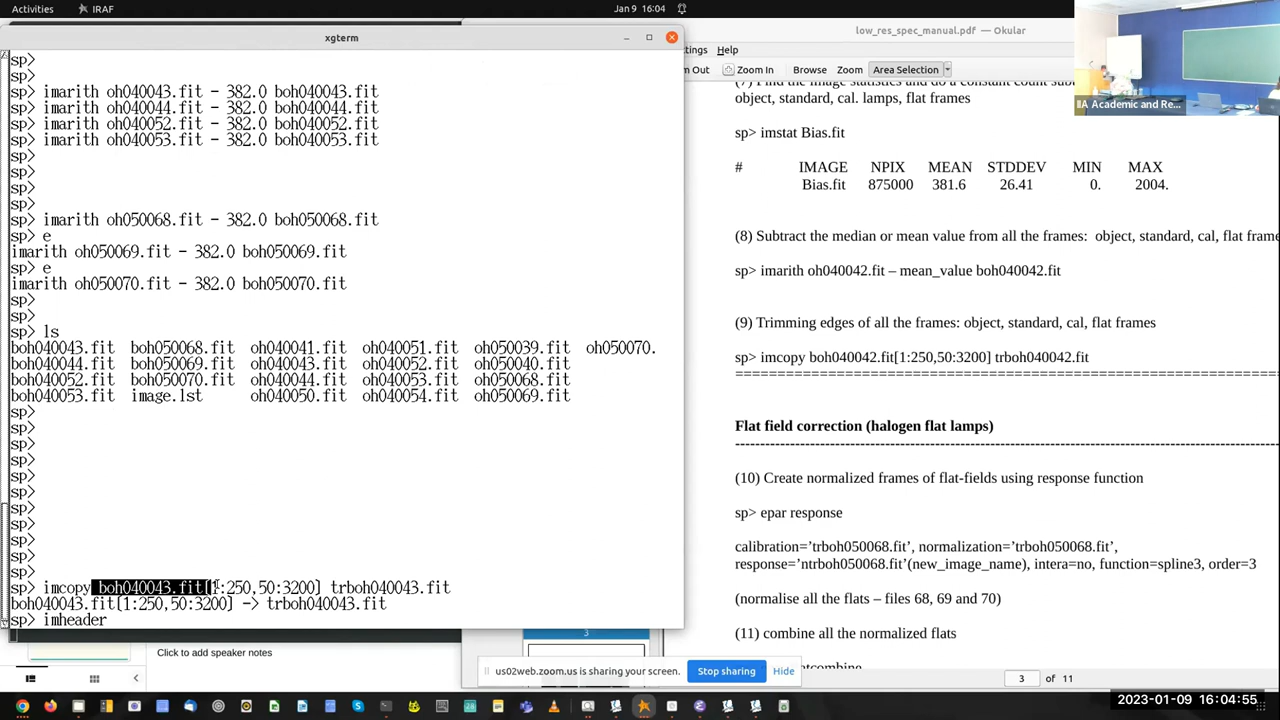 Activities
IRAF
Jan 9 16:04
xgterm
sp>
sp>
sp> imarith oh040043.fit - 382.0 boh040043.fit
sp> imarith oh040044.fit - 382.0 boh040044.fit
sp> imarith oh040052.fit - 382.0 boh040052.fit
sp> imarith oh040053.fit - 382.0 boh040053.fit
sp>
sp>
sp>
sp>
sp> imarith oh050068.fit - 382.0 boh050068.fit
sp> e
imarith oh050069.fit - 382.0 boh050069.fit
sp> e
imarith oh050070.fit - 382.0 boh050070.fit
sp>
sp>
sp> ls
boh040043.fit boh050068.fit oh040041.fit oh040051.fit oh050039.fit oh050070.
boh040044.fit boh050069.fit oh040043.fit oh040052.fit oh050040.fit
boh040052.fit boh050070.fit oh040044.fit oh040053.fit oh050068.fit
boh040053.fit image.lst oh040050.fit oh040054.fit oh050069.fit
sp>
sp>
sp>
sp>
sp>
sp>
sp>
sp>
sp>
sp>
sp>
sp> imcopy boh040043.fit[1:250,50:3200] trboh040043.fit
boh040043.fit[1:250,50:3200] -> trboh040043.fit
sp> imheader
Click to add speaker notes
low_res_spec_manual.pdf — Okular
ttings Help
m Out Zoom In Browse Zoom Area Selection
object, standard, cal. lamps, flat frames
sp> imstat Bias.fit
# IMAGE NPIX MEAN STDDEV MIN MAX
Bias.fit 875000 381.6 26.41 0. 2004.
(8) Subtract the median or mean value from all the frames: object, standard, cal, flat frame
sp> imarith oh040042.fit – mean_value boh040042.fit
(9) Trimming edges of all the frames: object, standard, cal, flat frames
sp> imcopy boh040042.fit[1:250,50:3200] trboh040042.fit
Flat field correction (halogen flat lamps)
(10) Create normalized frames of flat-fields using response function
sp> epar response
calibration=’trboh050068.fit’, normalization=’trboh050068.fit’,
response=’ntrboh050068.fit’(new_image_name), intera=no, function=spline3, order=3
(normalise all the flats – files 68, 69 and 70)
(11) combine all the normalized flats
3
us02web.zoom.us is sharing your screen. Stop sharing Hide
3 of 11
IIA Academic and Re...
2023-01-09 16:04:55